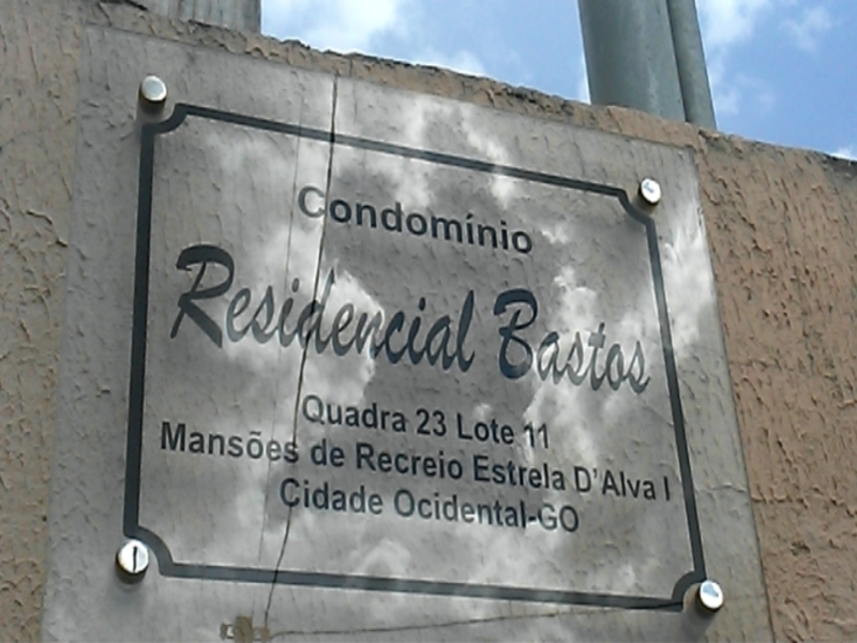 Condomínio
Residencial Bastos
Quadra 23 Lote 11
Mansões de Recreio Estrela D'Alva I
Cidade Ocidental-GO